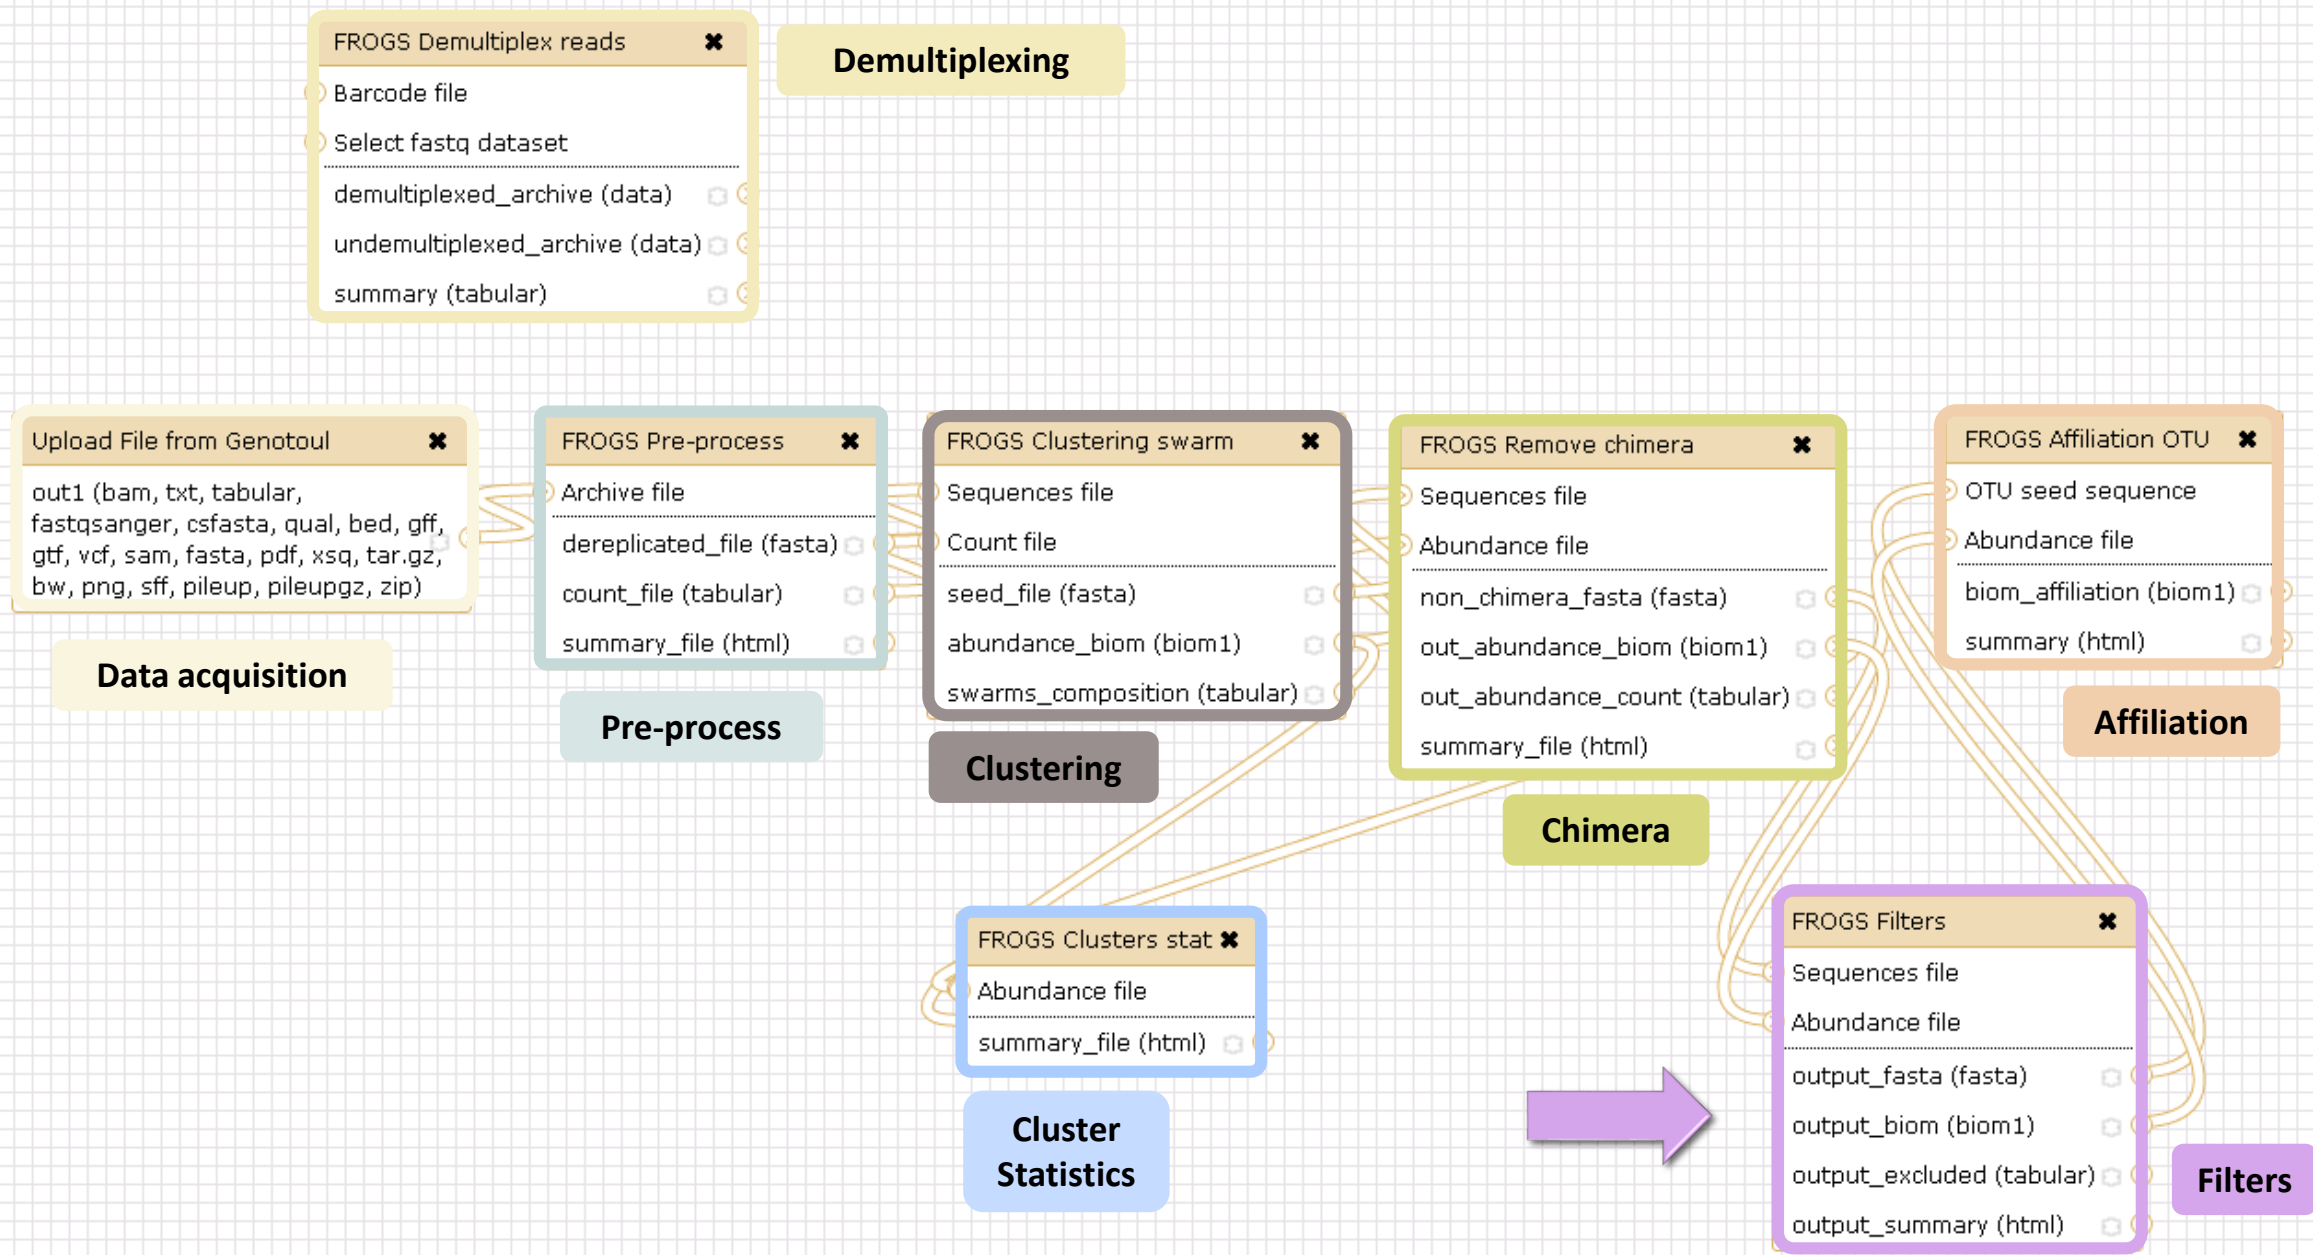 FROGS Demultiplex reads
Barcode file
Select fastq dataset
demultiplexed_archive (data)
undemultiplexed_archive (data)
summary (tabular)
Demultiplexing
Upload File from Genotoul
out1 (bam, txt, tabular,
fastqsanger, csfasta, qual, bed, gff,
gtf, vcf, sam, fasta, pdf, xsq, tar.gz,
bw, png, sff, pileup, pileupgz, zip)
Data acquisition
FROGS Pre-process
Archive file
dereplicated_file (fasta)
count_file (tabular)
summary_file (html)
Pre-process
FROGS Clustering swarm
Sequences file
Count file
seed_file (fasta)
abundance_biom (biom1)
swarms_composition (tabular)
Clustering
FROGS Remove chimera
Sequences file
Abundance file
non_chimera_fasta (fasta)
out_abundance_biom (biom1)
out_abundance_count (tabular)
summary_file (html)
Chimera
FROGS Affiliation OTU
OTU seed sequence
Abundance file
biom_affiliation (biom1)
summary (html)
Affiliation
FROGS Clusters stat
Abundance file
summary_file (html)
Cluster
Statistics
FROGS Filters
Sequences file
Abundance file
output_fasta (fasta)
output_biom (biom1)
output_excluded (tabular)
output_summary (html)
Filters